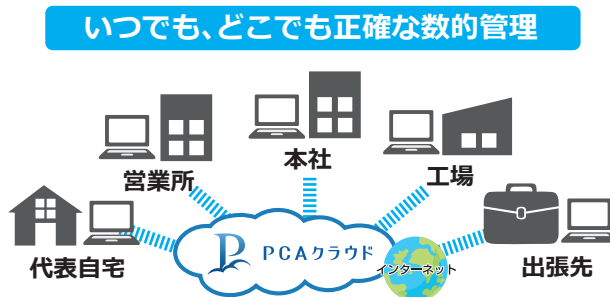 いつでも、どこでも正確な数的管理
本社
営業所
工場
代表自宅
PCAクラウド
インターネット
出張先